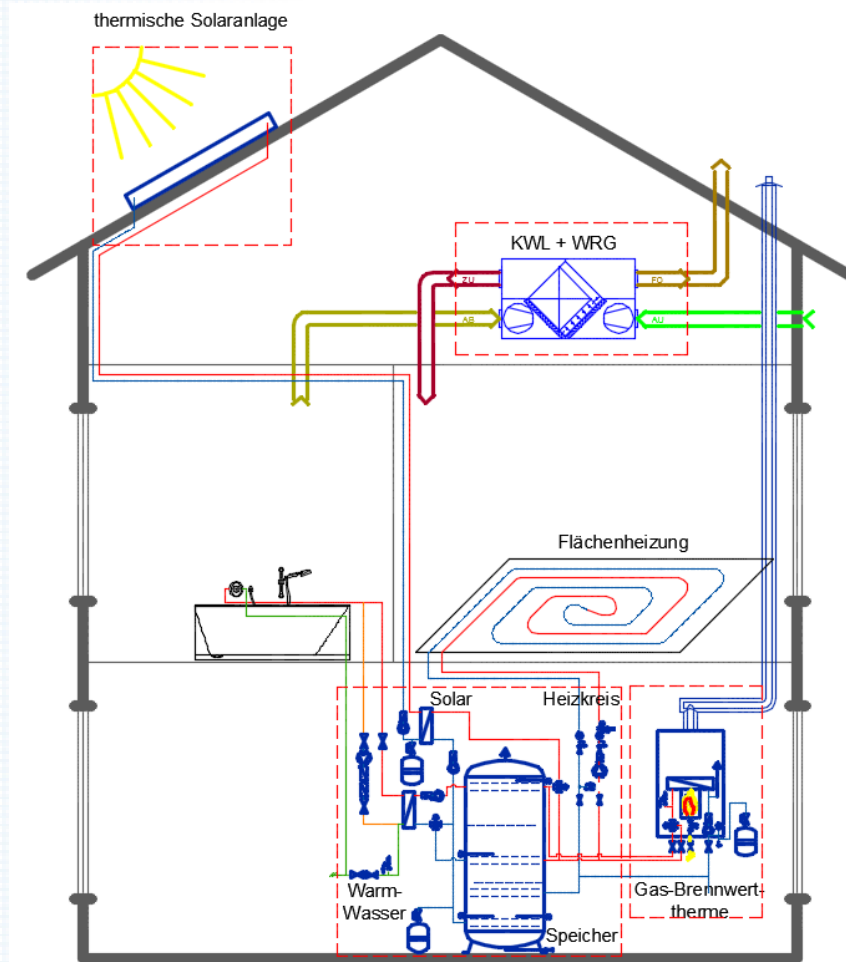 thermische Solaranlage
KWL + WRG
ZU
FO
AB
AU
Flächenheizung
Solar
Heizkreis
Warm-
Wasser
Speicher
Gas-Brennwert-
therme